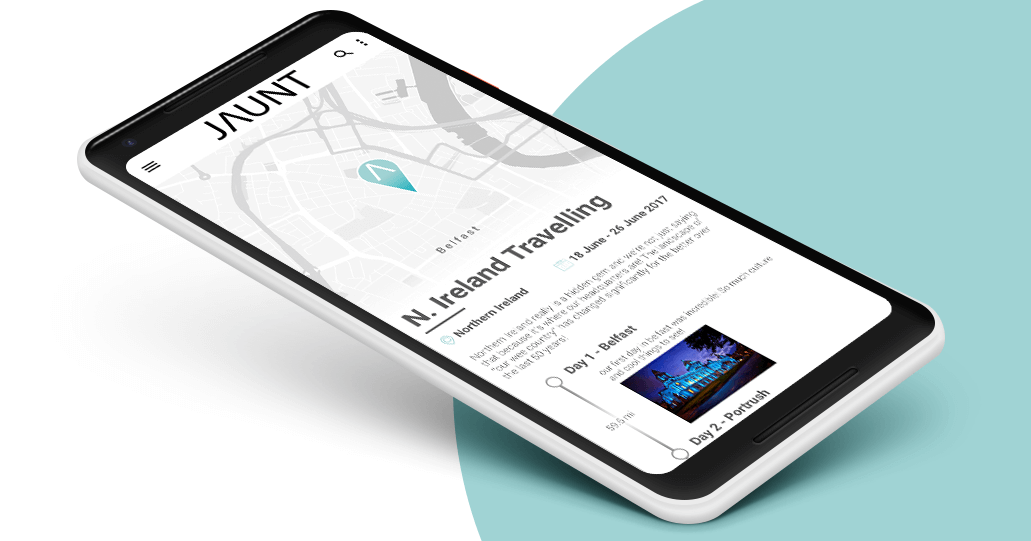 JAUNT
Belfast
N. Ireland Travelling
Northern Ireland
18 June - 26 June 2017
Northern Ireland really is a hidden gem and we're not just saying
that because it's where our headquarters are! The landscape of
"our wee country" has changed significantly for the better over
the last 50 years!
Day 1 - Belfast
our first day in belfast was incredible! So much culture
and cool things to see!
59.5 mi
Day 2 - Portrush